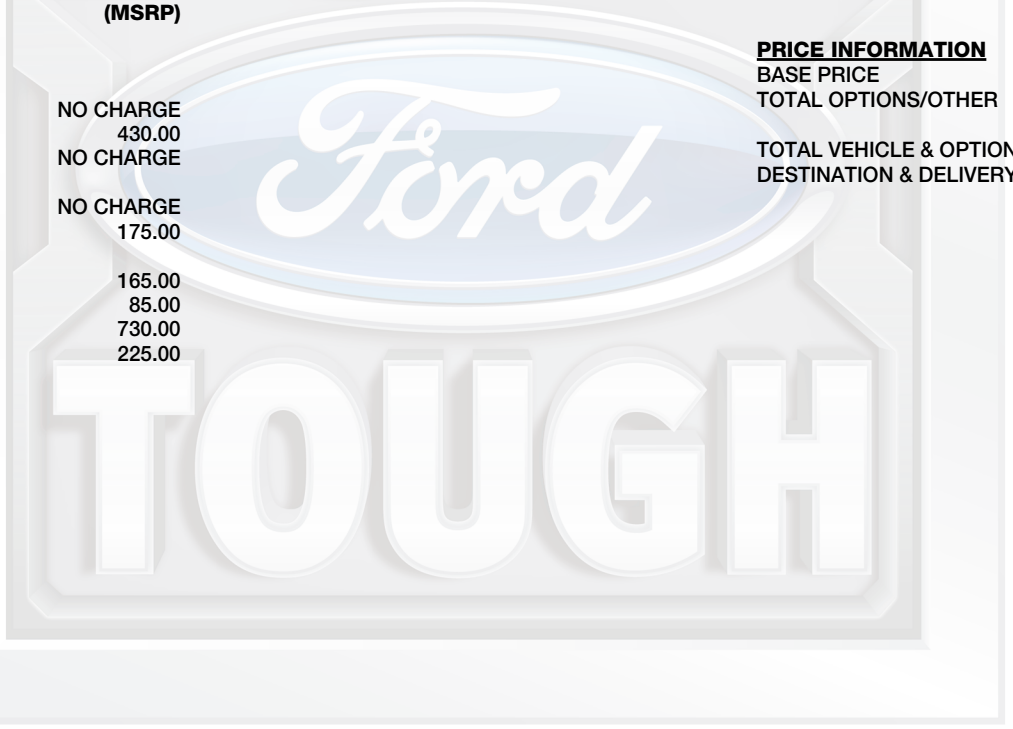 (MSRP)
NO CHARGE
430.00
NO CHARGE
NO CHARGE
175.00
165.00
85.00
730.00
225.00
PRICE INFORMATION
BASE PRICE
TOTAL OPTIONS/OTHER
TOTAL VEHICLE & OPTION
DESTINATION & DELIVERY
Ford
TOUGH